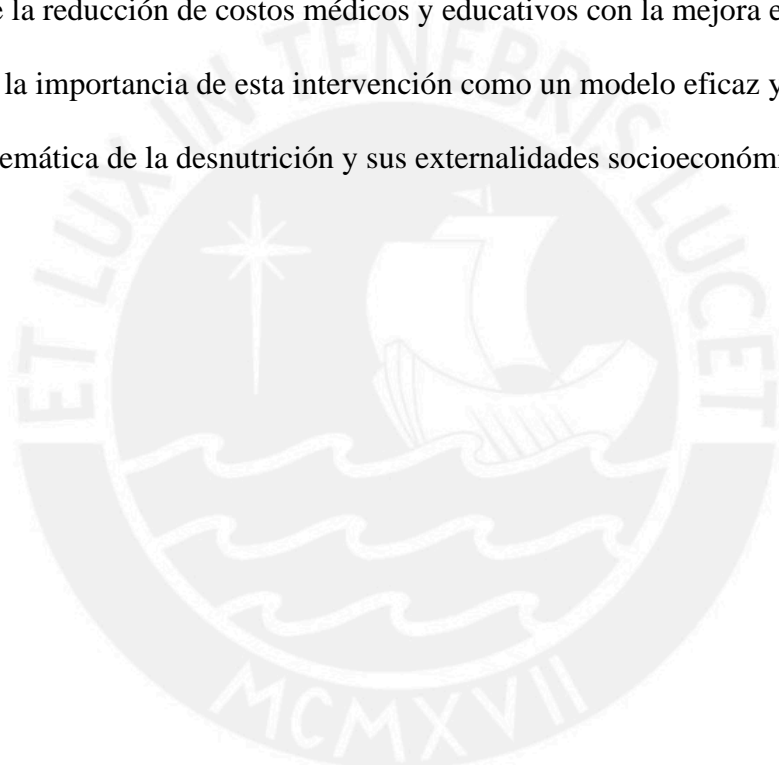 e la reducción de costos médicos y educativos con la mejora e
la importancia de esta intervención como un modelo eficaz y
emática de la desnutrición y sus externalidades socioeconómi
ET LUX IN TENEBRIS LUCET
MCMXVII